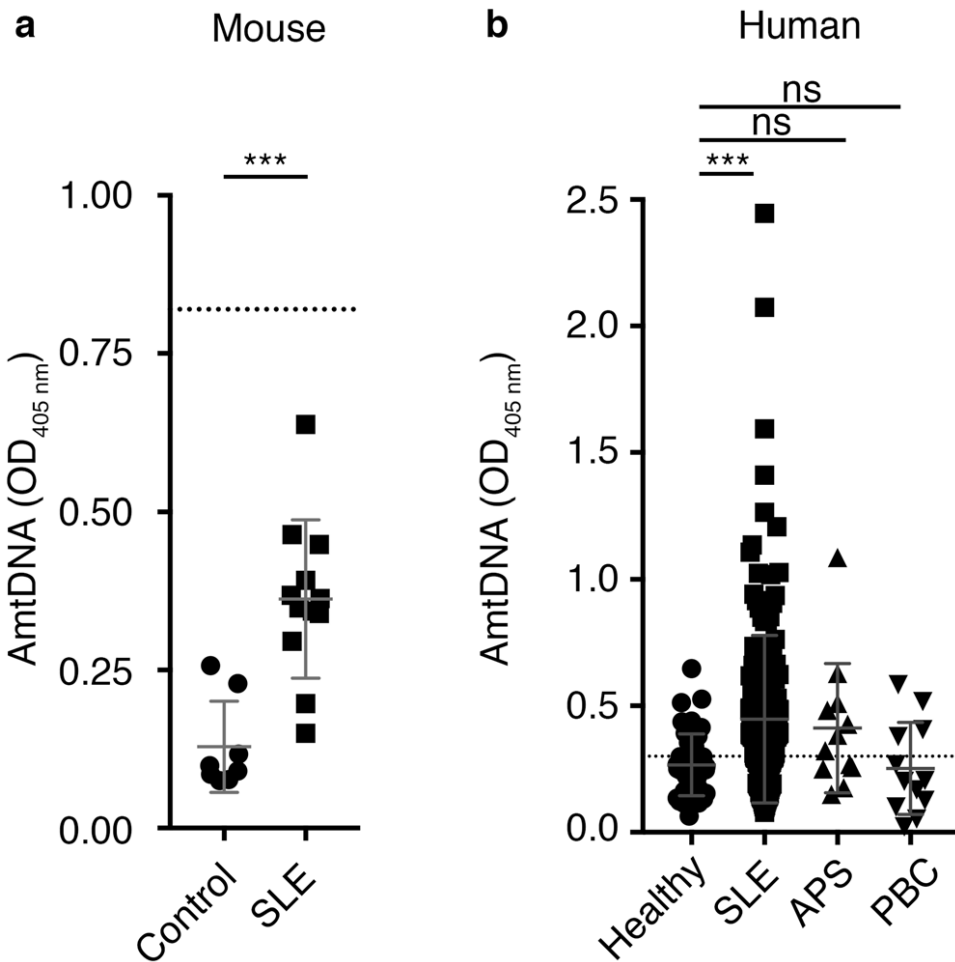 a Mouse
***
1.00
0.75
0.50
0.25
0.00
AmtDNA (OD405 nm)
Control
SLE
b Human
ns
ns
***
2.5
2.0
1.5
1.0
0.5
0.0
AmtDNA (OD405 nm)
Healthy
SLE
APS
PBC